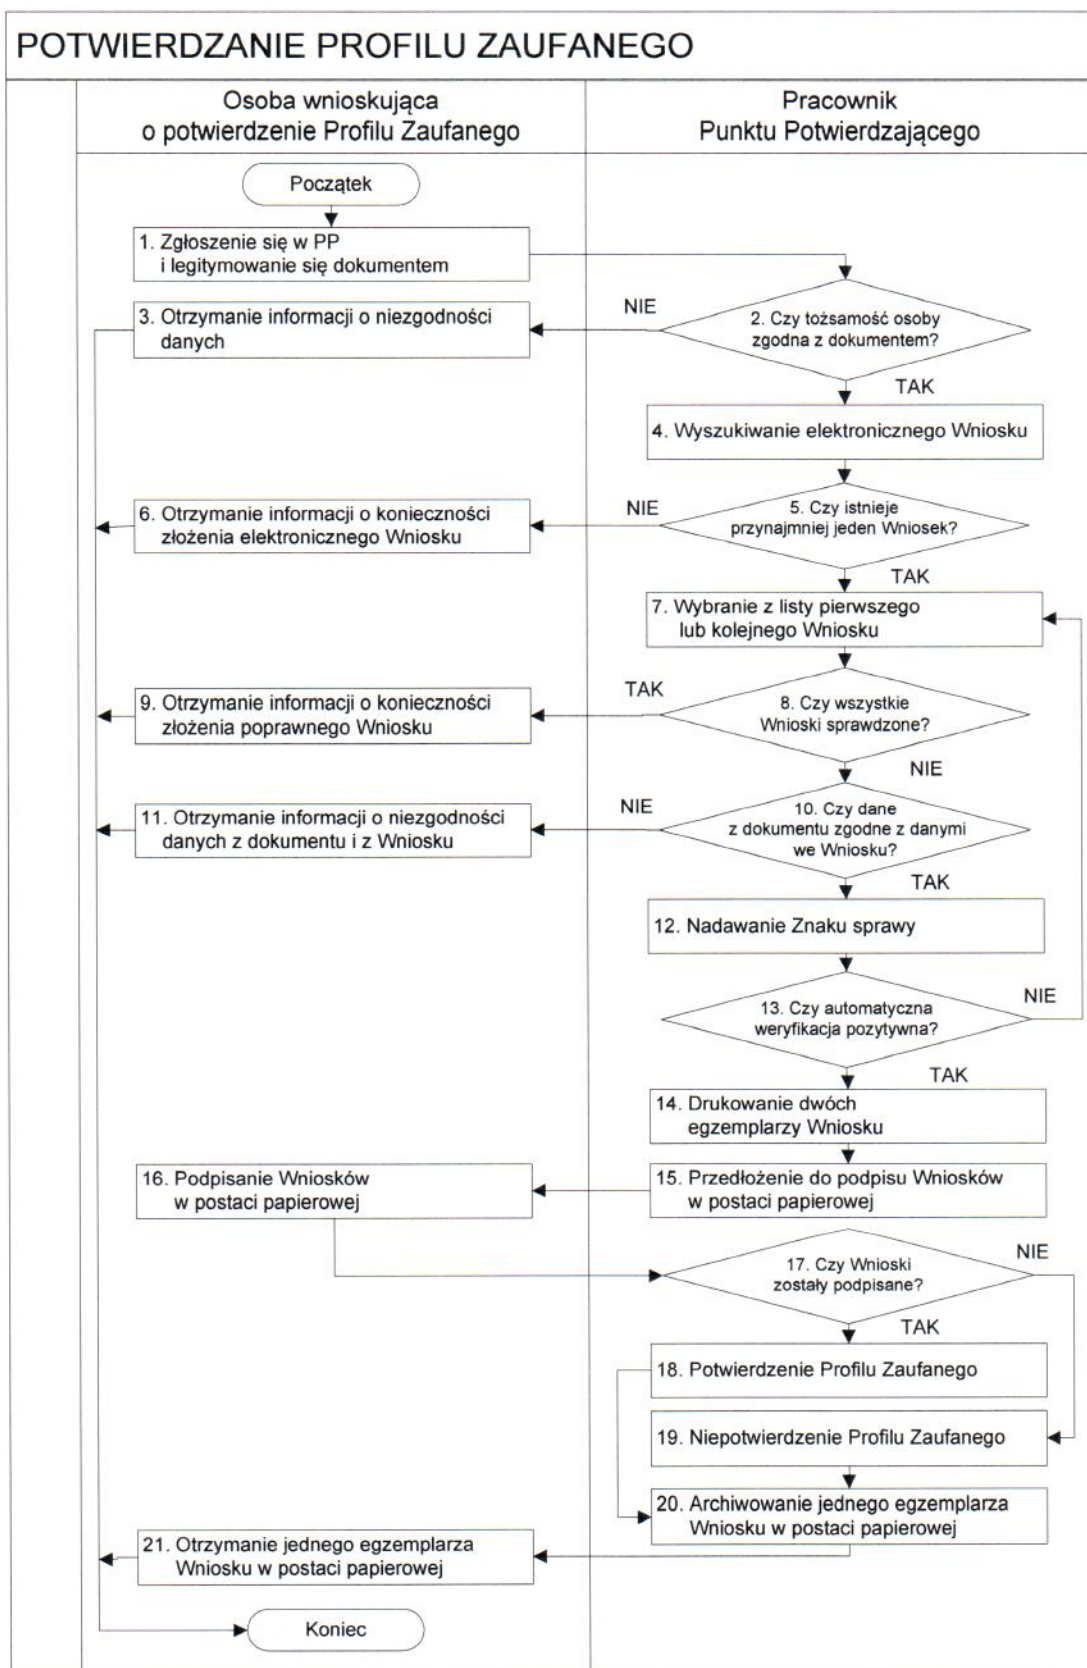 POTWIERDZANIE PROFILU ZAUFANEGO
Osoba wnioskująca
o potwierdzenie Profilu Zaufanego
Pracownik
Punktu Potwierdzającego
Początek
1. Zgłoszenie się w PP
i legitymowanie się dokumentem
2. Czy tożsamość osoby
zgodna z dokumentem?
NIE
3. Otrzymanie informacji o niezgodności
danych
TAK
4. Wyszukiwanie elektronicznego Wniosku
5. Czy istnieje
przynajmniej jeden Wniosek?
NIE
6. Otrzymanie informacji o konieczności
złożenia elektronicznego Wniosku
TAK
7. Wybranie z listy pierwszego
lub kolejnego Wniosku
8. Czy wszystkie
Wnioski sprawdzone?
TAK
9. Otrzymanie informacji o konieczności
złożenia poprawnego Wniosku
NIE
10. Czy dane
z dokumentu zgodne z danymi
we Wniosku?
NIE
11. Otrzymanie informacji o niezgodności
danych z dokumentu i z Wniosku
TAK
12. Nadawanie Znaku sprawy
13. Czy automatyczna
weryfikacja pozytywna?
NIE
TAK
14. Drukowanie dwóch
egzemplarzy Wniosku
15. Przedłożenie do podpisu Wniosków
w postaci papierowej
16. Podpisanie Wniosków
w postaci papierowej
17. Czy Wnioski
zostały podpisane?
NIE
TAK
18. Potwierdzenie Profilu Zaufanego
19. Niepotwierdzenie Profilu Zaufanego
20. Archiwowanie jednego egzemplarza
Wniosku w postaci papierowej
21. Otrzymanie jednego egzemplarza
Wniosku w postaci papierowej
Koniec